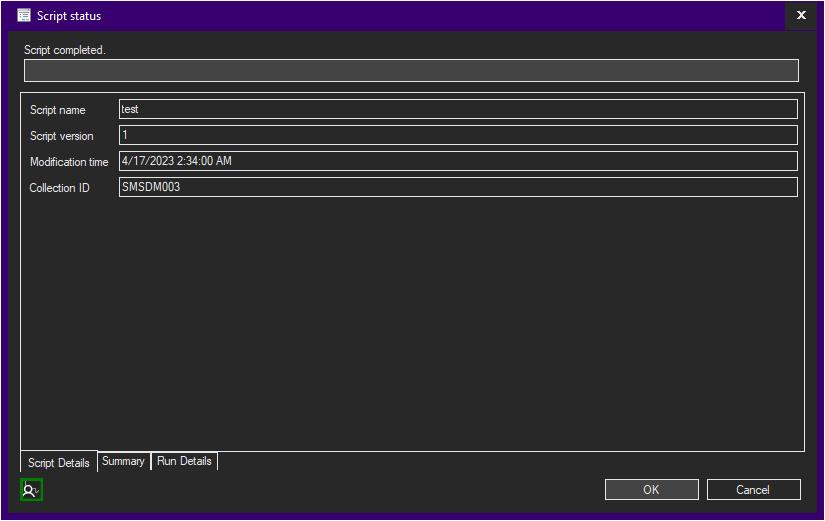 Script status
X
Script completed.
Script name test
Script version 1
Modification time 4/17/2023 2:34:00 AM
Collection ID SMSDM003
Script Details Summary Run Details
OK Cancel